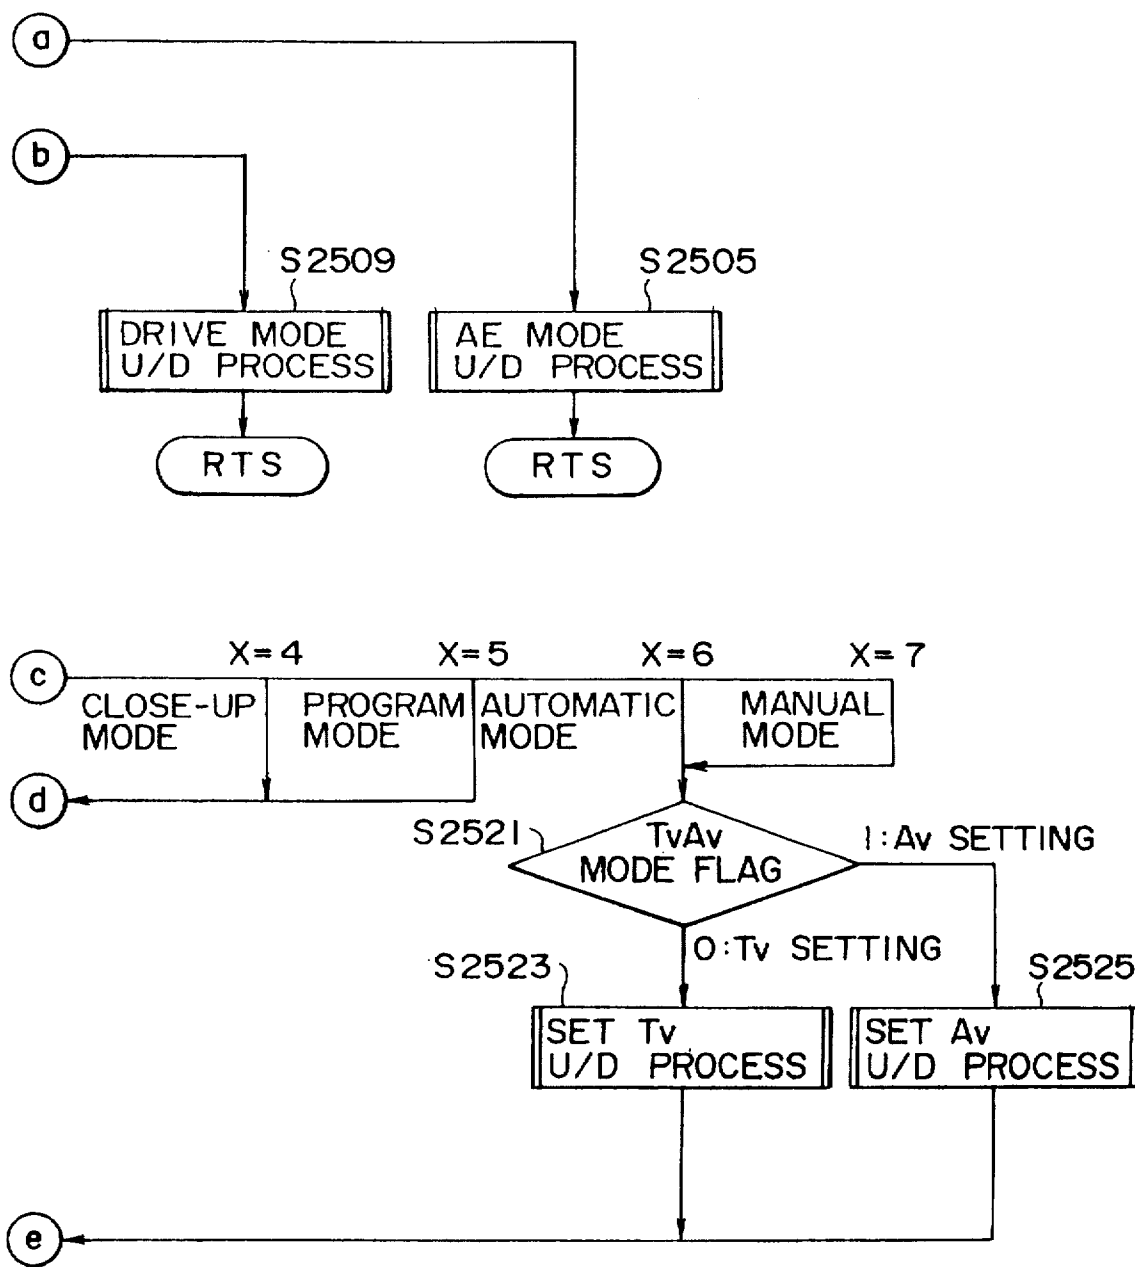 a
b
S2509
S2505
DRIVE MODE
U/D PROCESS
AE MODE
U/D PROCESS
RTS
RTS
c
X=4
X=5
X=6
X=7
CLOSE-UP
MODE
PROGRAM
MODE
AUTOMATIC
MODE
MANUAL
MODE
d
S2521
TvAv
MODE FLAG
1:Av SETTING
0:Tv SETTING
S2523
S2525
SET Tv
U/D PROCESS
SET Av
U/D PROCESS
e